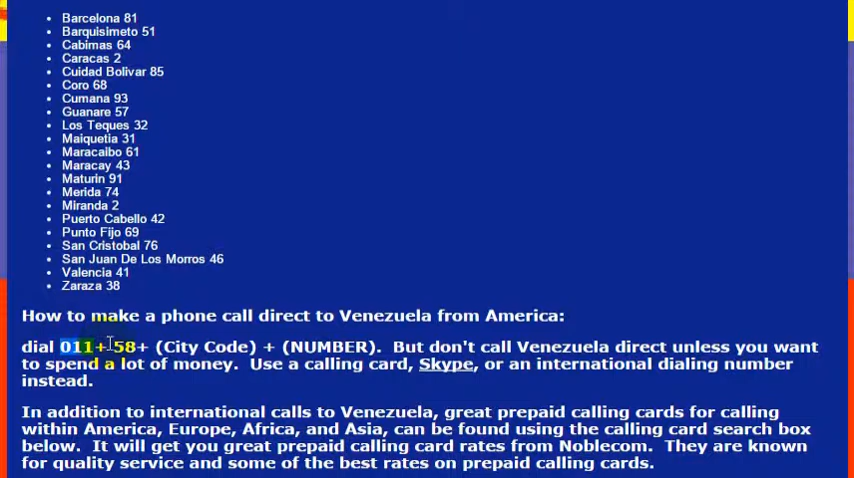 Barcelona 81
Barquisimeto 51
Cabimas 64
Caracas 2
Cuidad Bolivar 85
Coro 68
Cumana 93
Guanare 57
Los Teques 32
Maiquetia 31
Maracaibo 61
Maracay 43
Maturin 91
Merida 74
Miranda 2
Puerto Cabello 42
Punto Fijo 69
San Cristobal 76
San Juan De Los Morros 46
Valencia 41
Zaraza 38
How to make a phone call direct to Venezuela from America:
dial 011+ 58+ (City Code) + (NUMBER).  But don't call Venezuela direct unless you want
to spend a lot of money.  Use a calling card, Skype, or an international dialing number
instead.
In addition to international calls to Venezuela, great prepaid calling cards for calling
within America, Europe, Africa, and Asia, can be found using the calling card search box
below.  It will get you great prepaid calling card rates from Noblecom.  They are known
for quality service and some of the best rates on prepaid calling cards.